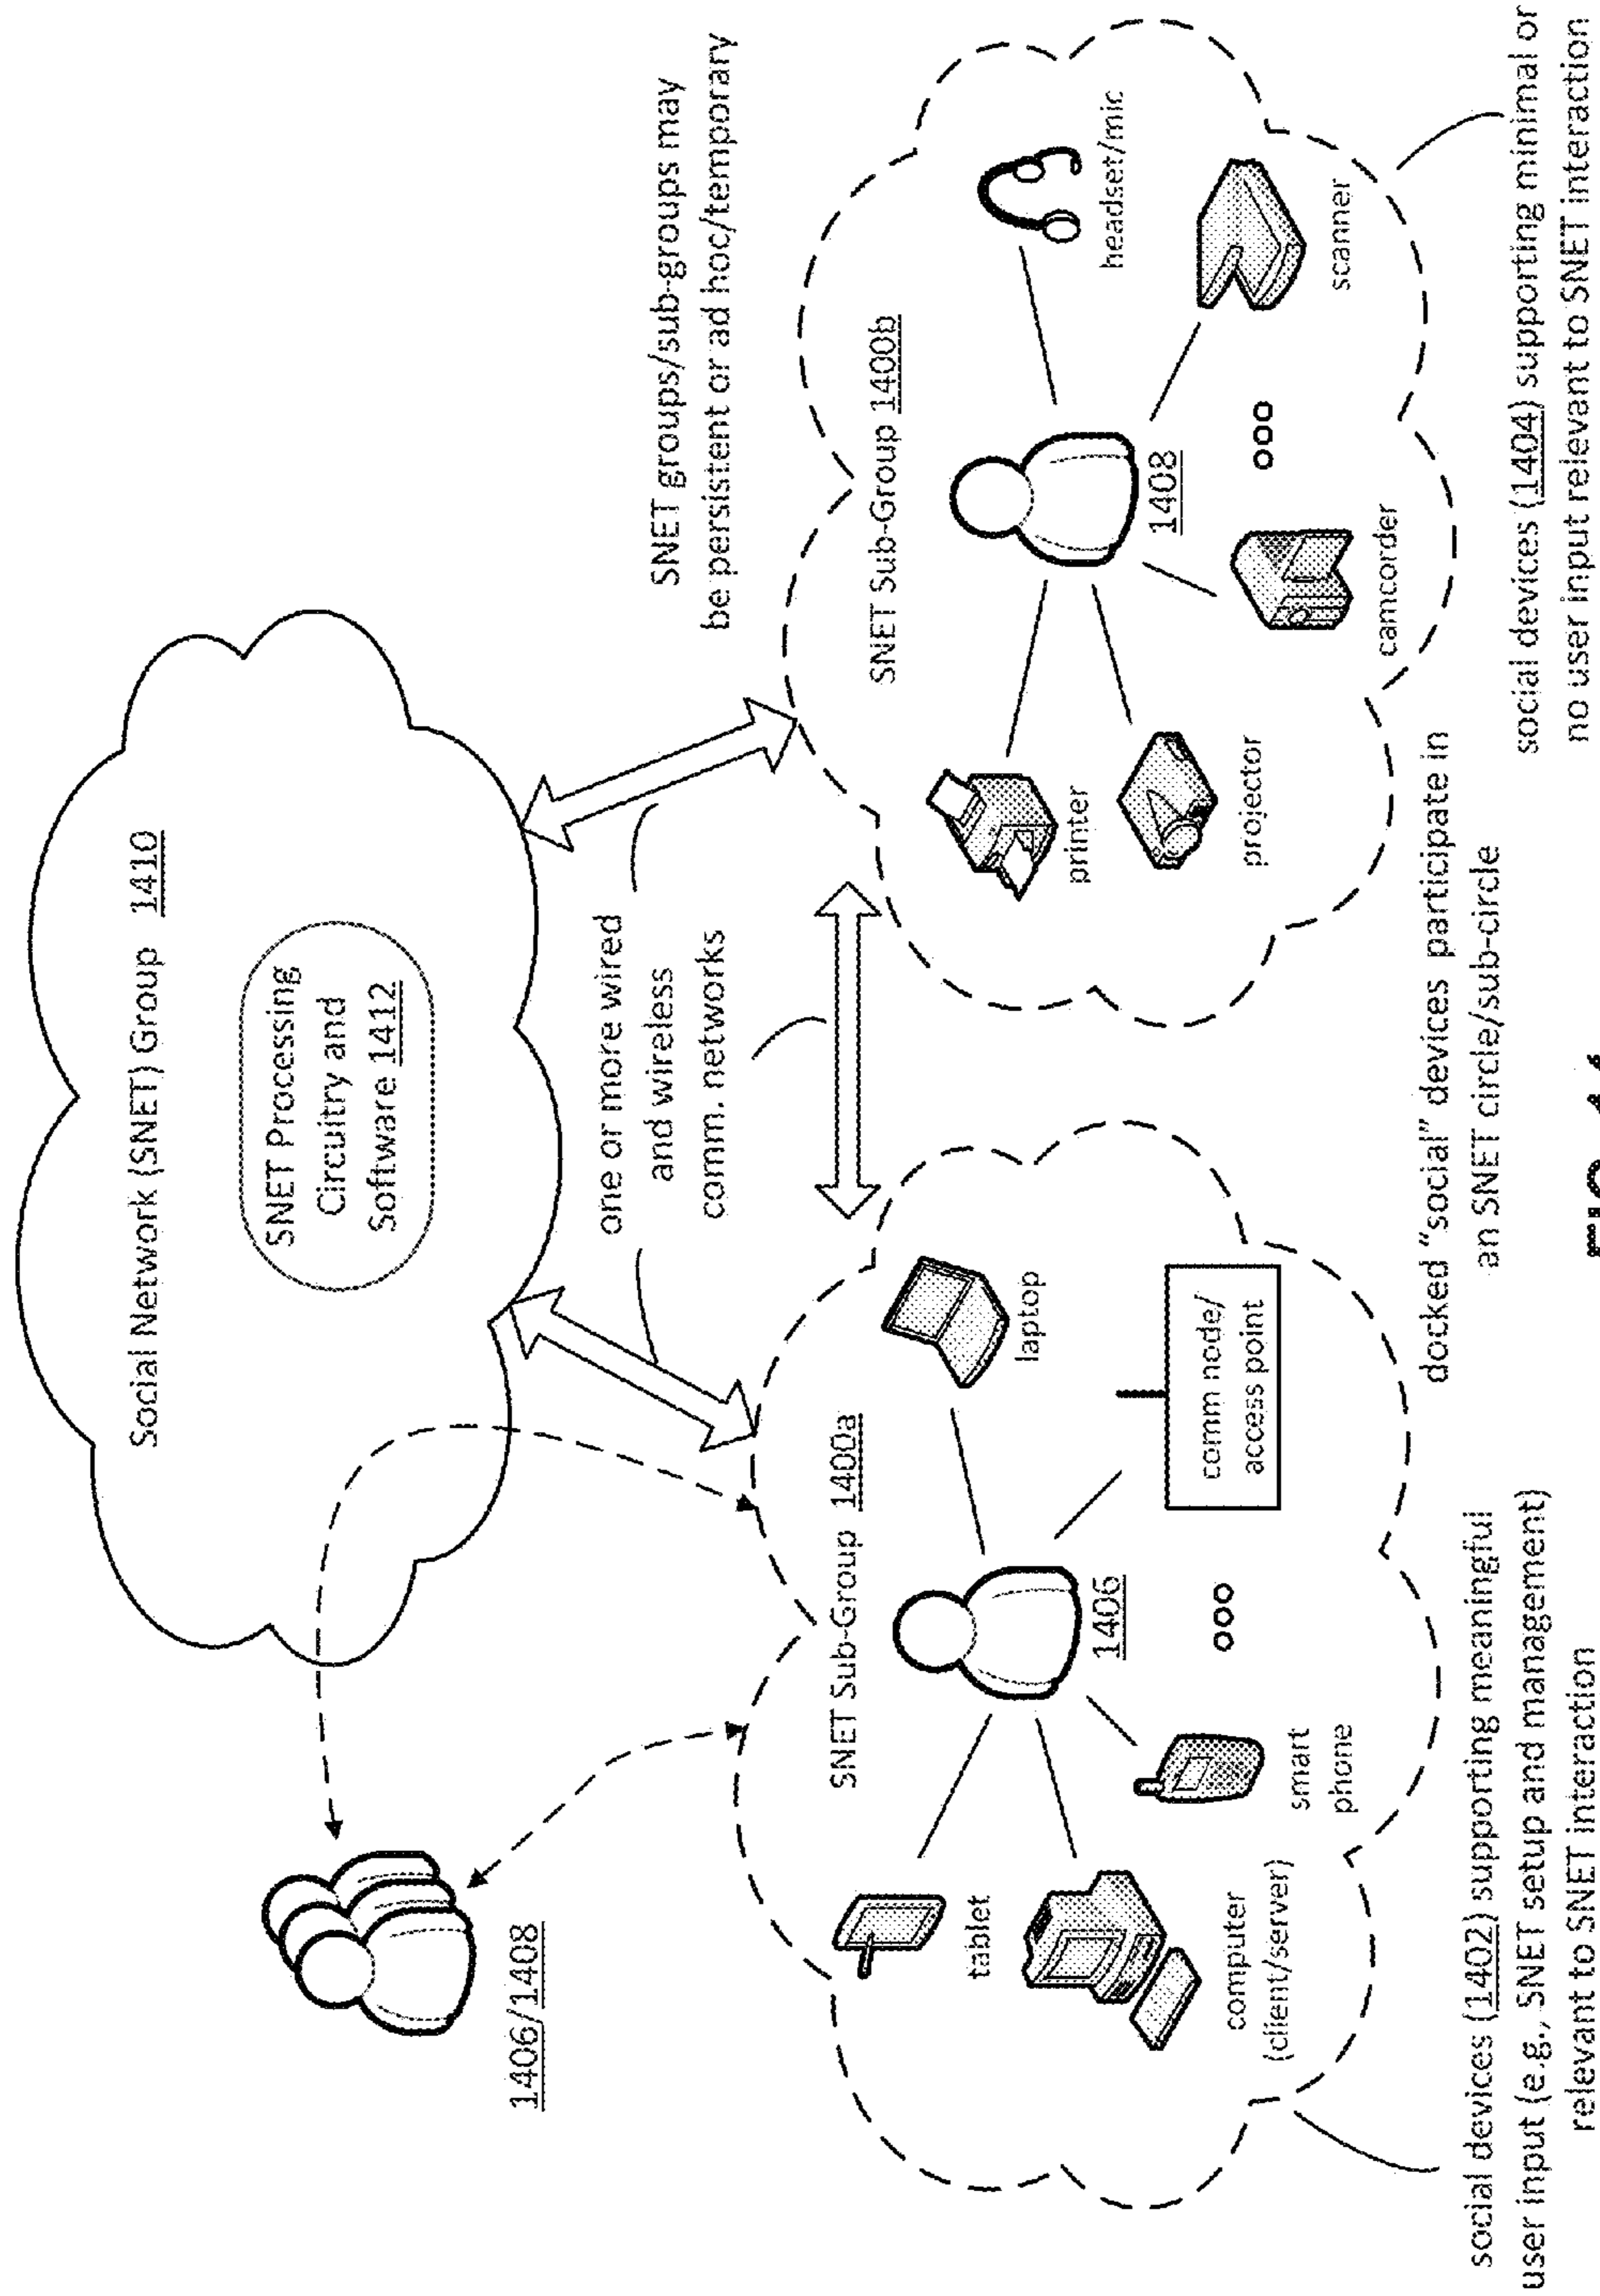 Social Network (SNET) Group 1410
SNET Processing
Circuitry and
Software 1412
SNET groups/sub-groups may
be persistent or ad hoc/temporary
one or more wired
and wireless
comm. networks
1406/1408
SNET Sub-Group 1400a
laptop
tablet
1406
comm node/
access point
computer
(client/server)
smart
phone
ooo
SNET Sub-Group 1400b
headset/mic
printer
1408
projector
scanner
camcorder
ooo
docked "social" devices participate in
an SNET circle/sub-circle
social devices (1402) supporting meaningful
user input (e.g., SNET setup and management)
relevant to SNET interaction
social devices (1404) supporting minimal or
no user input relevant to SNET interaction